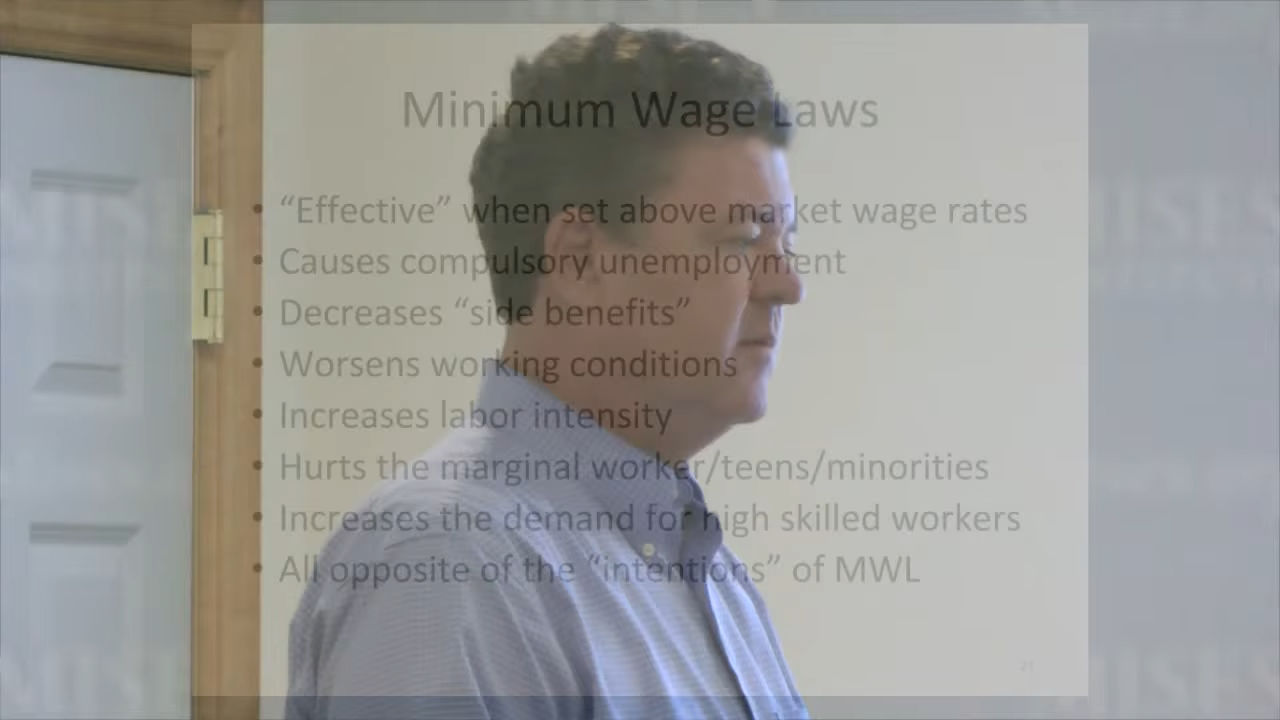 Minimum Wage Laws
• “Effective” when set above market wage rates
• Causes compulsory unemployment
• Decreases “side benefits”
• Worsens working conditions
• Increases labor intensity
• Hurts the marginal worker/teens/minorities
• Increases the demand for high skilled workers
• All opposite of the “intentions” of MWL
21